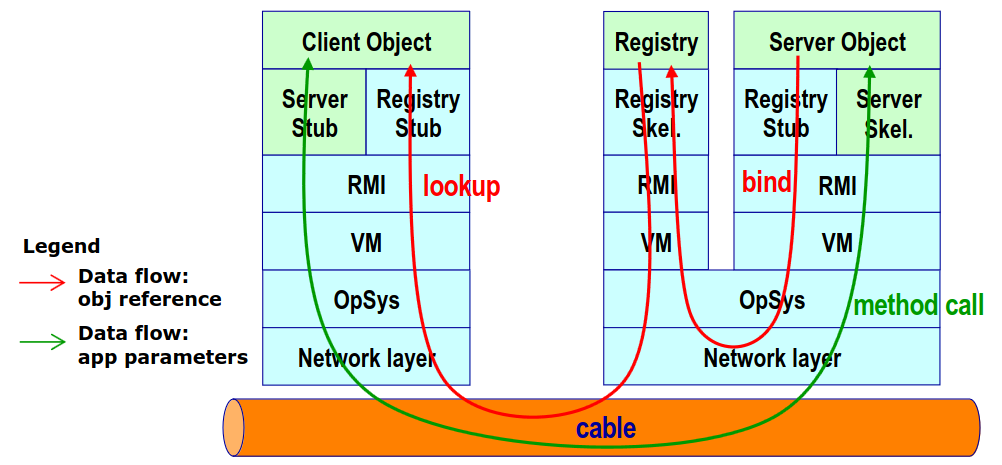 Client Object
Registry
Server Object
Server
Stub
Registry
Stub
Registry
Skel.
Registry
Stub
Server
Skel.
RMI
lookup
RMI
bind
RMI
VM
VM
VM
Legend
Data flow:
obj reference
Data flow:
app parameters
OpSys
OpSys
method call
Network layer
Network layer
cable